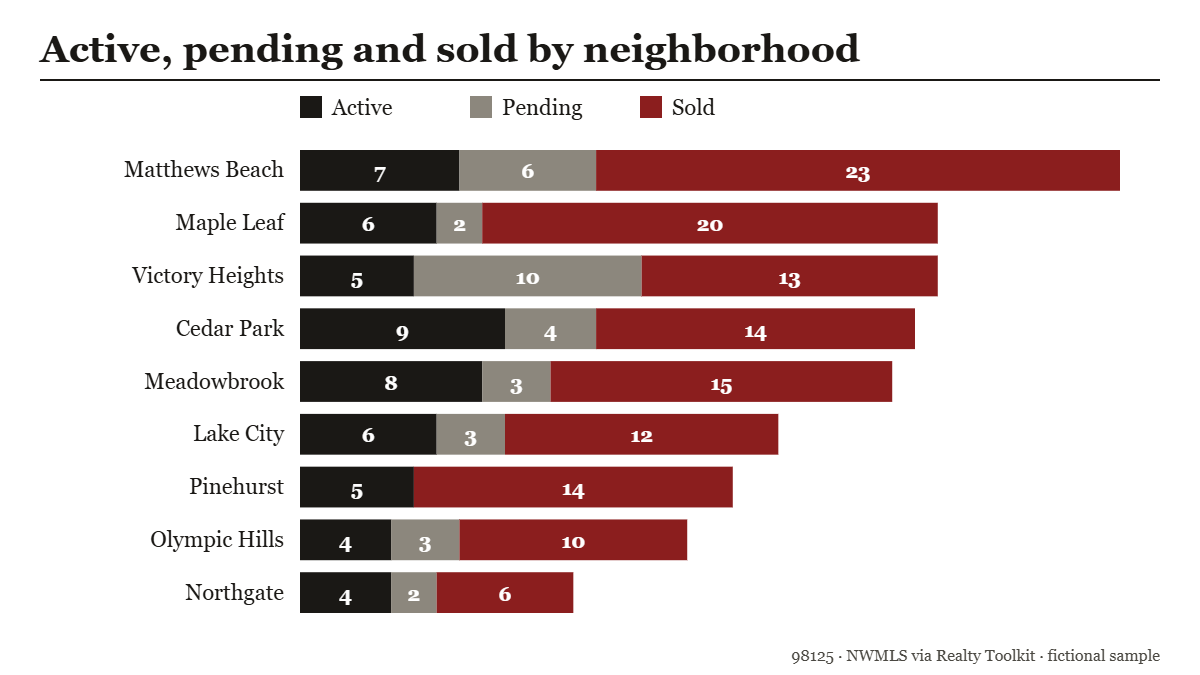 Active, pending and sold by neighborhood
Active Pending Sold
Matthews Beach 7 6 23
Maple Leaf 6 2 20
Victory Heights 5 10 13
Cedar Park 9 4 14
Meadowbrook 8 3 15
Lake City 6 3 12
Pinehurst 5 14
Olympic Hills 4 3 10
Northgate 4 2 6
98125 · NWMLS via Realty Toolkit · fictional sample